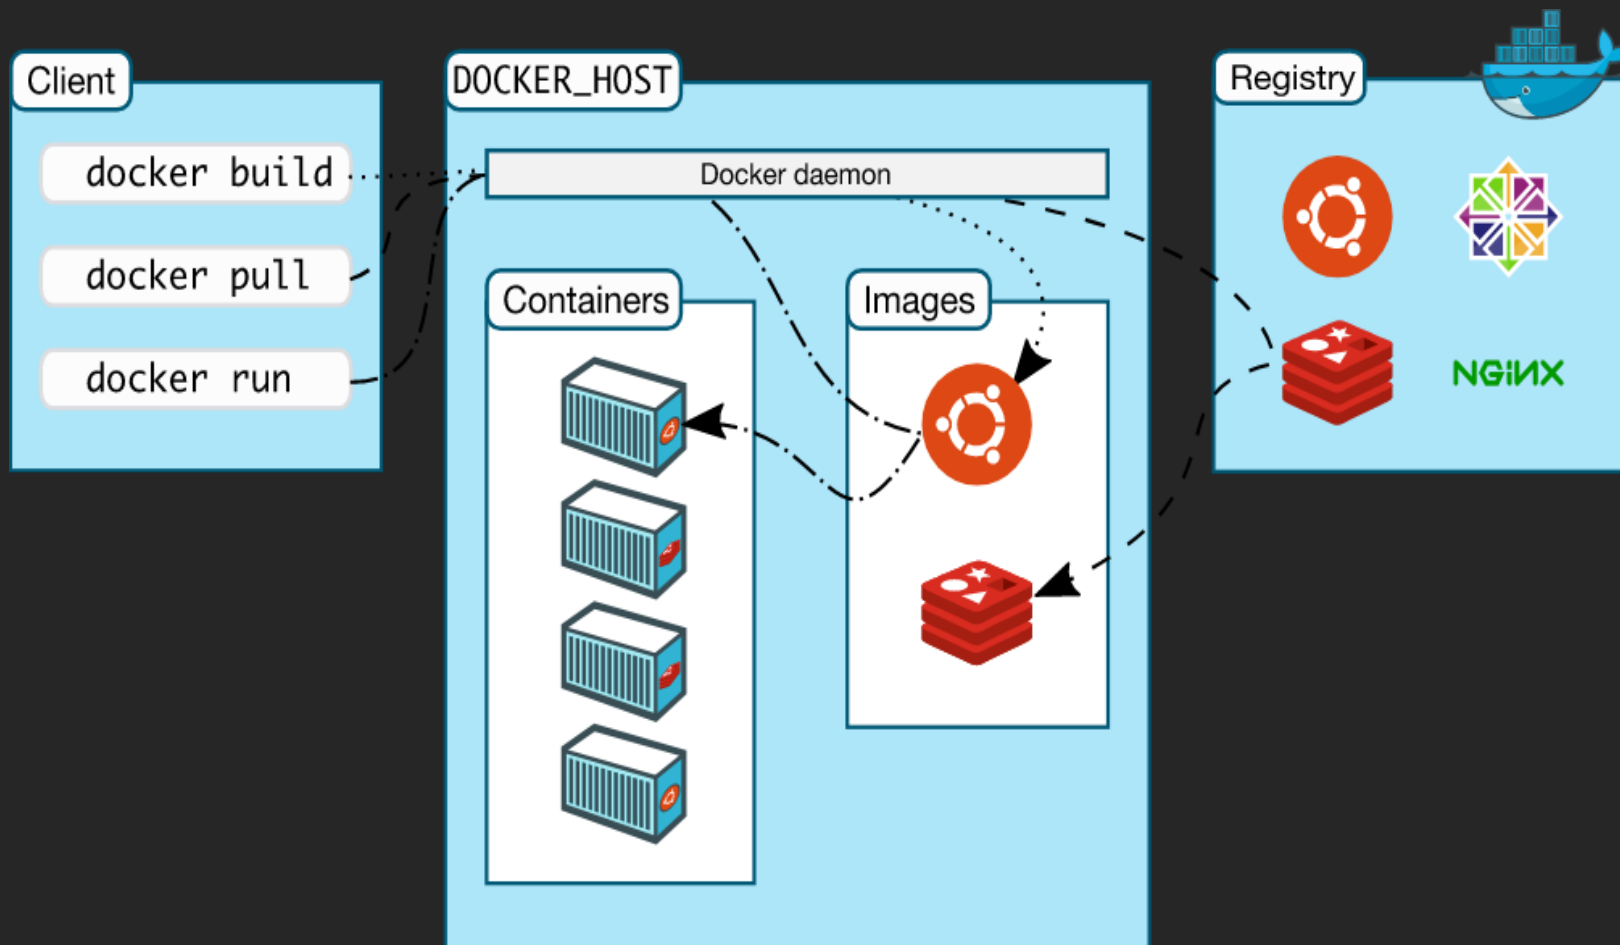 Client
docker build
docker pull
docker run
DOCKER_HOST
Docker daemon
Containers
Images
Registry
NGiNX